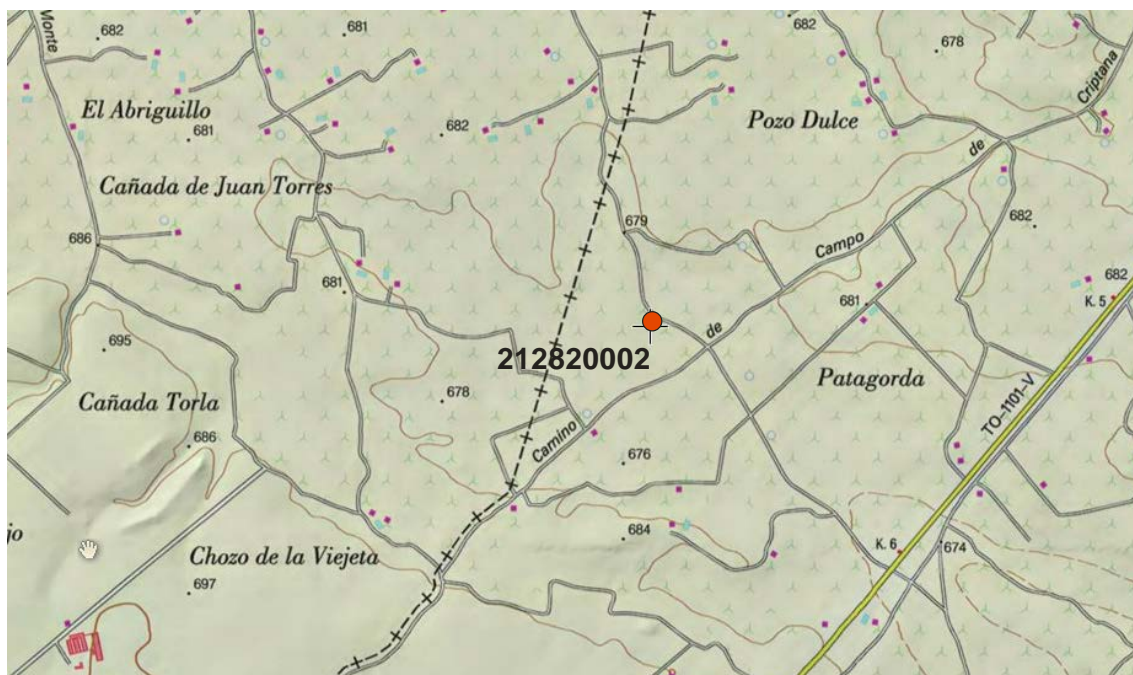 Monte
682
681
682
678
Criptana
El Abriguillo
681
682
Pozo Dulce
de
Cañada de Juan Torres
679
682
686
Campo
681
681
682
K. 5
de
695
212820002
Patagorda
678
Cañada Torla
TO-1101-V
686
Camino
676
684
jo
Chozo de la Viejeta
K. 6
674
697